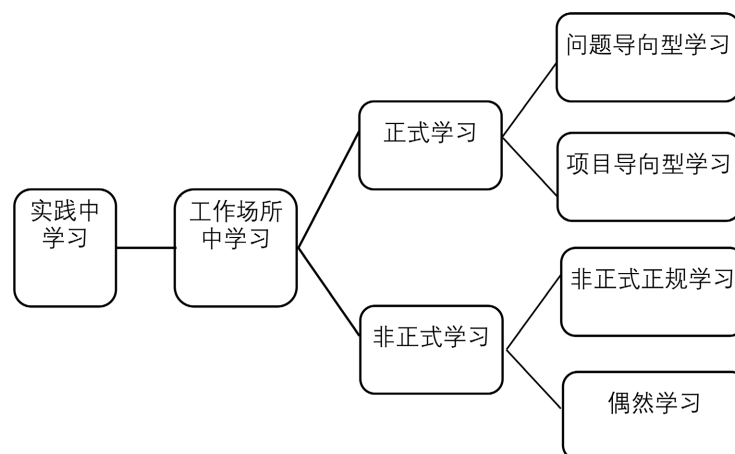 实践中
学习
工作场所
中学习
正式学习
非正式学习
问题导向型学习
项目导向型学习
非正式正规学习
偶然学习